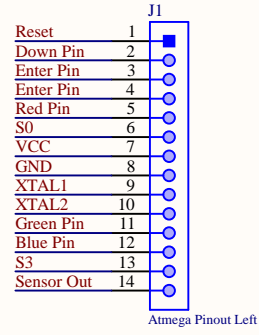 J1
Reset 1
Down Pin 2
Enter Pin 3
Enter Pin 4
Red Pin 5
S0 6
VCC 7
GND 8
XTAL1 9
XTAL2 10
Green Pin 11
Blue Pin 12
S3 13
Sensor Out 14
Atmega Pinout Left